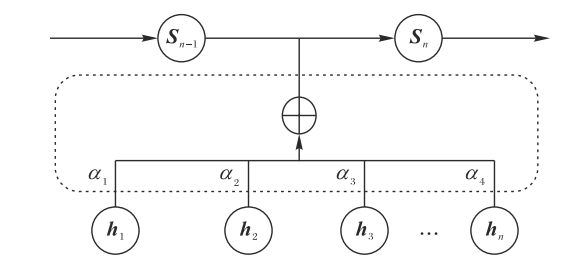 S_{n-1} S_n
α_1 α_2 α_3 α_4
h_1 h_2 h_3 … h_n